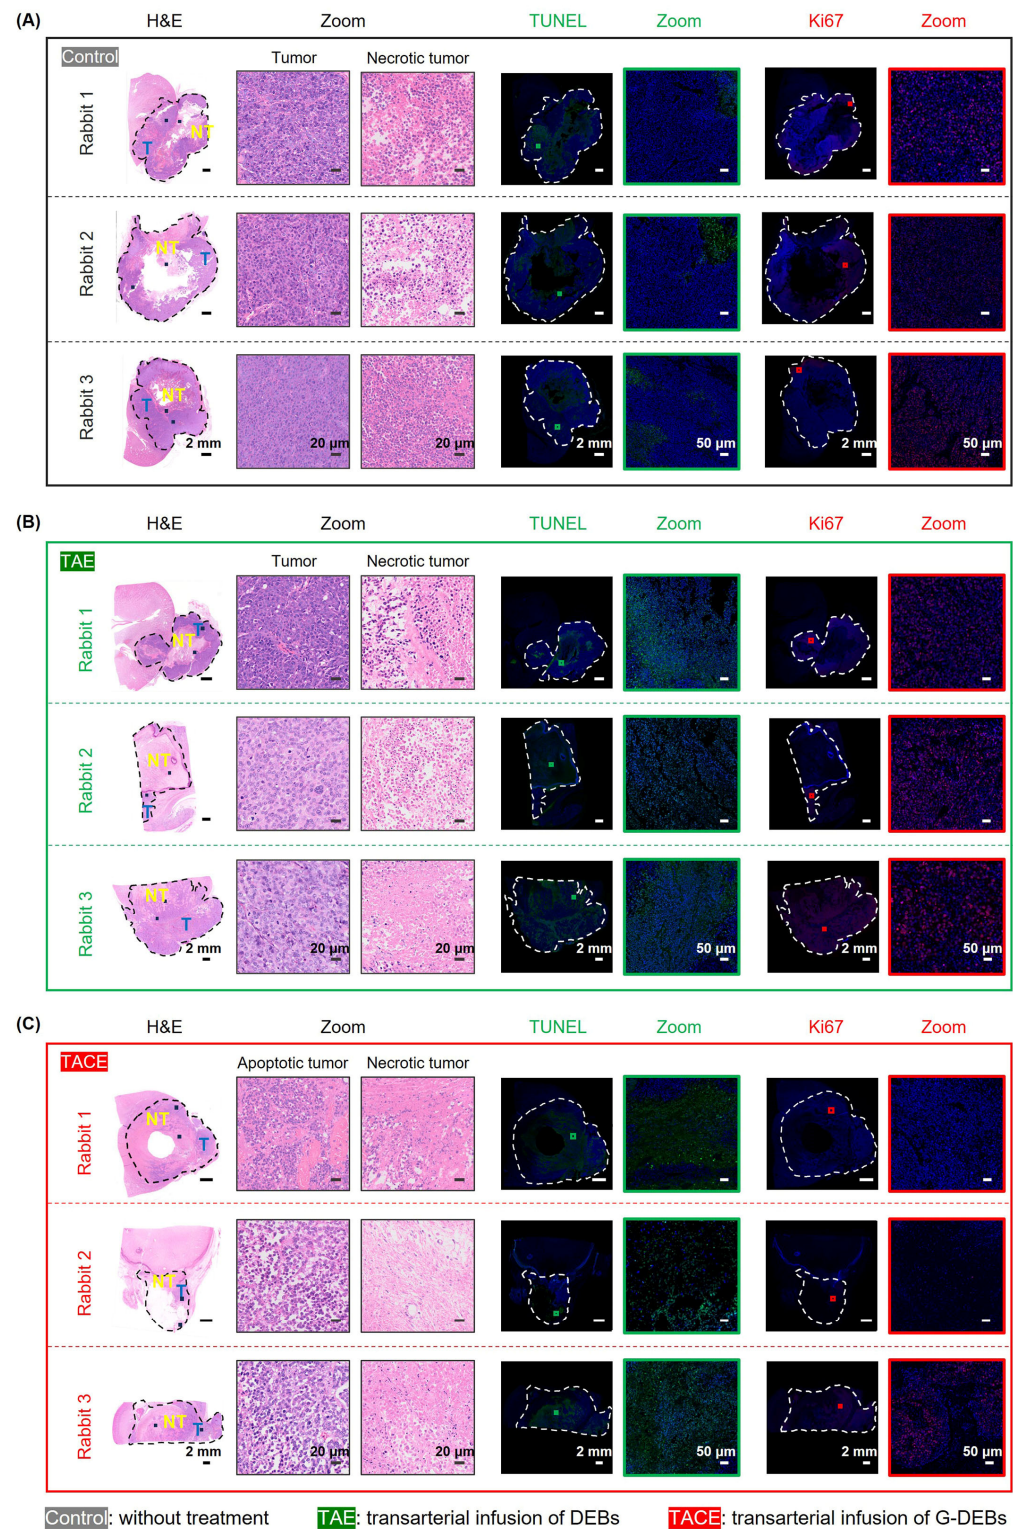 (A) H&E Zoom TUNEL Zoom Ki67 Zoom
Control Tumor Necrotic tumor
Rabbit 1
T NT
Rabbit 2
NT T
Rabbit 3
T NT
2 mm 20 µm 20 µm 2 mm 50 µm 2 mm 50 µm
(B) H&E Zoom TUNEL Zoom Ki67 Zoom
TAE Tumor Necrotic tumor
Rabbit 1
NT T
Rabbit 2
NT
T
Rabbit 3
NT T
2 mm 20 µm 20 µm 2 mm 50 µm 2 mm 50 µm
(C) H&E Zoom TUNEL Zoom Ki67 Zoom
TACE Apoptotic tumor Necrotic tumor
Rabbit 1
NT T
Rabbit 2
NT T
Rabbit 3
NT T
2 mm 20 µm 20 µm 2 mm 50 µm 2 mm 50 µm
Control: without treatment TAE: transarterial infusion of DEBs TACE: transarterial infusion of G-DEBs